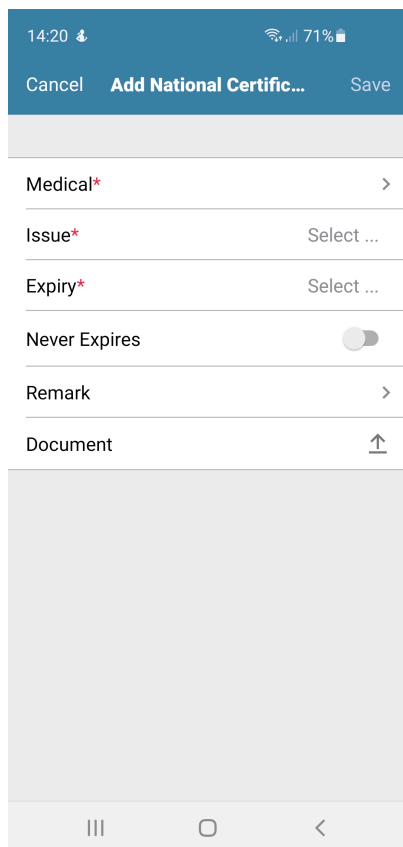 14:20 71%
Cancel Add National Certific... Save
Medical*
Issue* Select ...
Expiry* Select ...
Never Expires
Remark
Document